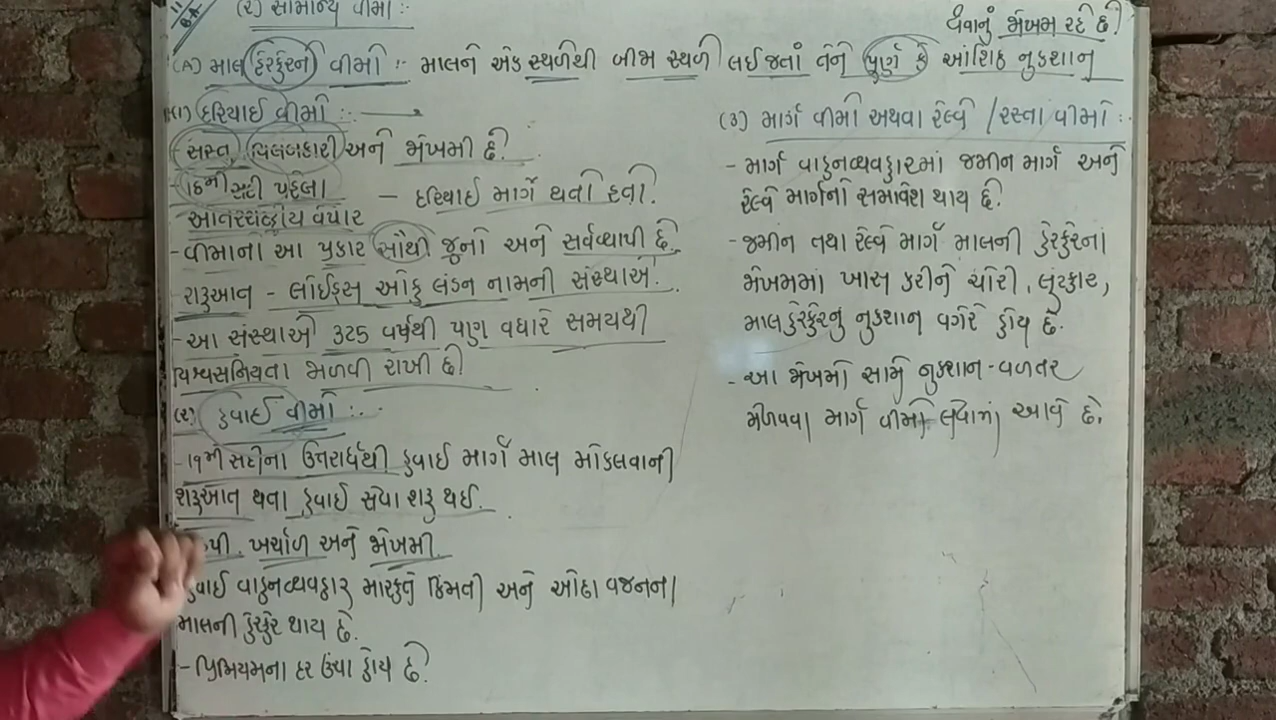 11
B.A
(૨) સામાન્ય વીમા :-
(A) માલ હેરફેરનો વીમો :- માલને એક સ્થળેથી બીજા સ્થળે લઈ જતાં તેને પુર્ણ કે આંશિક નુકશાન
થવાનું જોખમ રહે છે.
(૧) દરિયાઈ વીમો :-
- સસ્તા, વિલંબકારી અને જોખમી છે.
- ૧૬મી સદી પહેલા - દરિયાઈ માર્ગે થતો હતો.
આંતરરાષ્ટ્રીય વેપાર
- વીમાનો આ પ્રકાર સૌથી જુનો અને સર્વવ્યાપી છે.
શરૂઆત - લોઈડ્સ ઓફ લંડન નામની સંસ્થાએ.
- આ સંસ્થાએ 325 વર્ષથી પણ વધારે સમયથી
વિશ્વસનિયતા જાળવી રાખી છે.
(૨) હવાઈ વીમો :-
- ૧૯મી સદીના ઉત્તરાર્ધથી હવાઈ માર્ગે માલ મોકલવાની
શરૂઆત થતા હવાઈ સેવા શરૂ થઈ.
ખર્ચાળ અને જોખમી.
હવાઈ વાહનવ્યવહાર મારફતે કિંમતી અને ઓછા વજનના
માલની હેરફેર થાય છે.
- પ્રિમિયમના દર ઉંચા હોય છે.
(૩) માર્ગ વીમો અથવા રેલ્વે / રસ્તા વીમો :-
- માર્ગ વાહનવ્યવહારમાં જમીન માર્ગ અને
રેલ્વે માર્ગનો સમાવેશ થાય છે.
- જમીન તથા રેલ્વે માર્ગે માલની હેરફેરના
જોખમમાં ખાસ કરીને ચોરી, લુંટફાટ,
માલ હેરફેરનું નુકશાન વગેરે હોય છે.
- આ જોખમો સામે નુકશાન-વળતર
મેળવવા માર્ગ વીમો લેવામાં આવે છે.